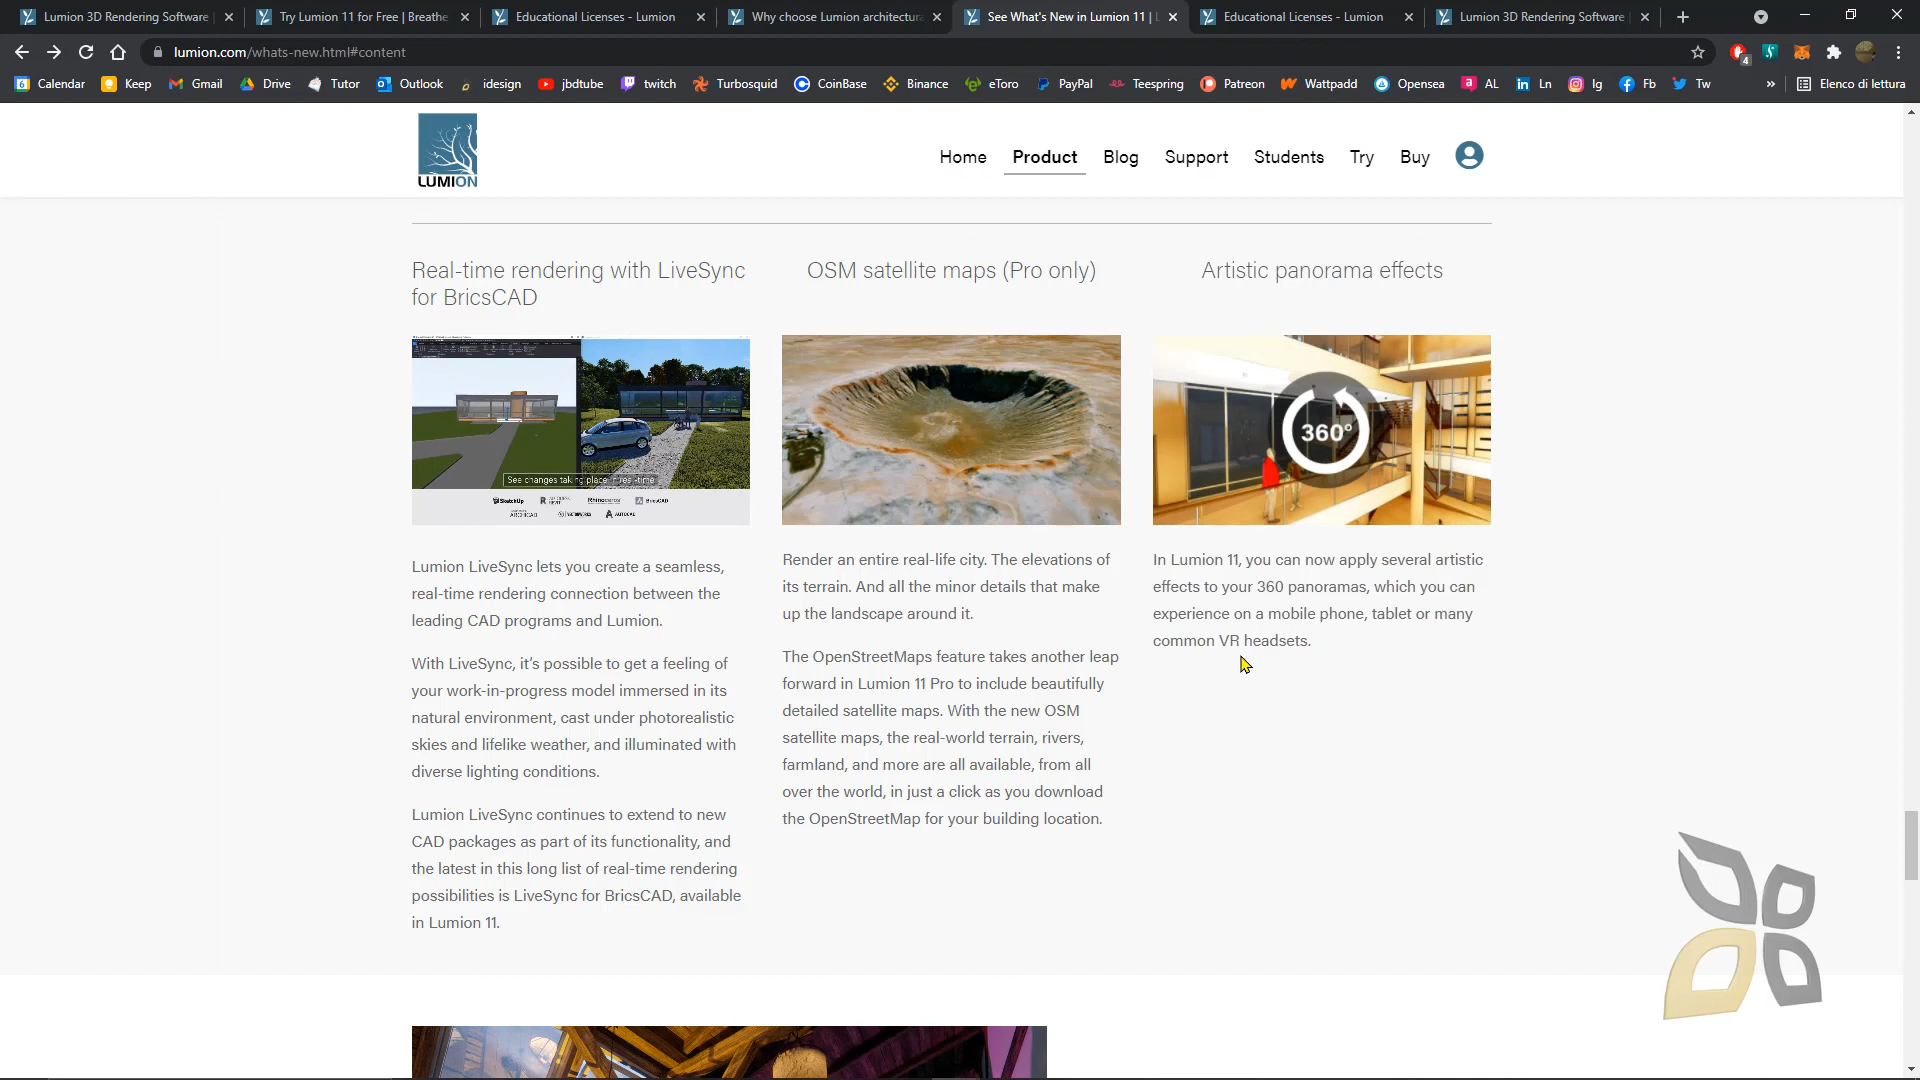 Lumion 3D Rendering Software
Try Lumion 11 for Free | Breathe
Educational Licenses - Lumion
Why choose Lumion architectura
See What's New in Lumion 11 | L
Educational Licenses - Lumion
Lumion 3D Rendering Software
lumion.com/whats-new.html#content
4
6 Calendar
Keep
Gmail
Drive
Tutor
Outlook
idesign
jbdtube
twitch
Turbosquid
CoinBase
Binance
eToro
PayPal
Teespring
Patreon
Wattpadd
Opensea
a AL
in Ln
Ig
Fb
Tw
»
Elenco di lettura
LUMION
Home
Product
Blog
Support
Students
Try
Buy
Real-time rendering with LiveSync
for BricsCAD
See changes taking place in real-time
SketchUp
Rhinoceros
BricsCAD
ARCHICAD
VECTORWORKS
AUTOCAD
Lumion LiveSync lets you create a seamless,
real-time rendering connection between the
leading CAD programs and Lumion.
With LiveSync, it's possible to get a feeling of
your work-in-progress model immersed in its
natural environment, cast under photorealistic
skies and lifelike weather, and illuminated with
diverse lighting conditions.
Lumion LiveSync continues to extend to new
CAD packages as part of its functionality, and
the latest in this long list of real-time rendering
possibilities is LiveSync for BricsCAD, available
in Lumion 11.
OSM satellite maps (Pro only)
Render an entire real-life city. The elevations of
its terrain. And all the minor details that make
up the landscape around it.
The OpenStreetMaps feature takes another leap
forward in Lumion 11 Pro to include beautifully
detailed satellite maps. With the new OSM
satellite maps, the real-world terrain, rivers,
farmland, and more are all available, from all
over the world, in just a click as you download
the OpenStreetMap for your building location.
Artistic panorama effects
360°
In Lumion 11, you can now apply several artistic
effects to your 360 panoramas, which you can
experience on a mobile phone, tablet or many
common VR headsets.